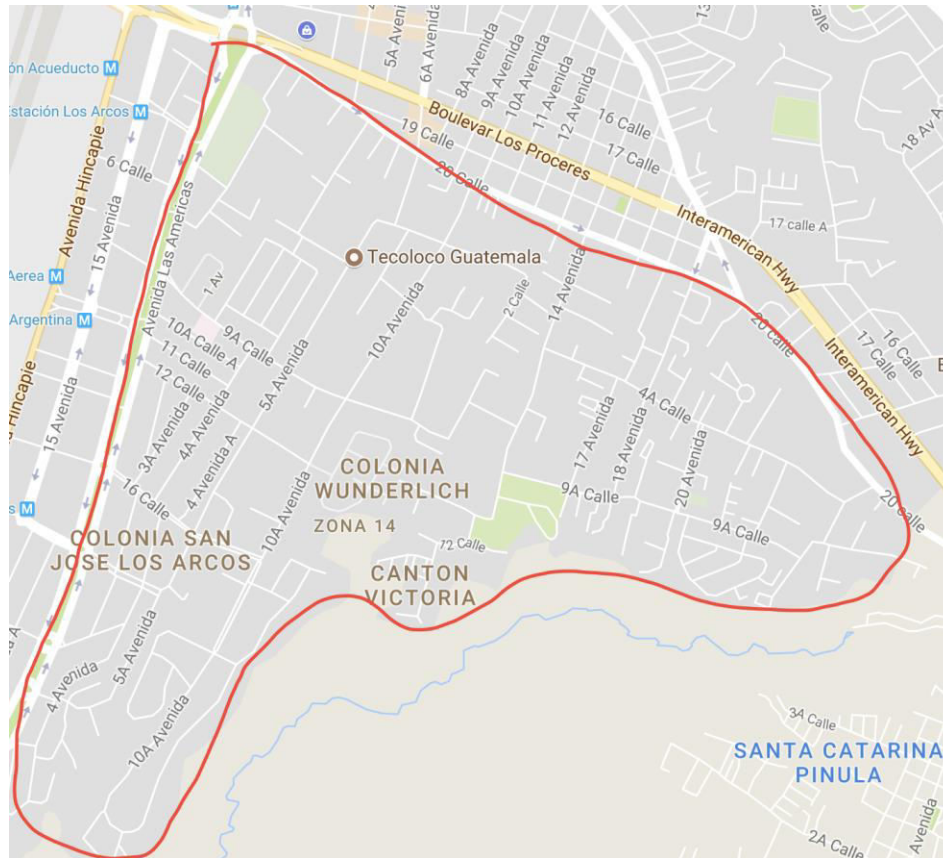 5A Avenida
6A Avenida
8A Avenida
9A Avenida
10A Avenida
11 Avenida
12 Avenida
13
ón Acueducto M
Estación Los Arcos M
Boulevar Los Proceres
16 Calle
17 Calle
18 Av A
19 Calle
20 Calle
6 Calle
Avenida Hincapie
15 Avenida
Avenida Las Americas
Interamerican Hwy
17 calle A
Tecoloco Guatemala
Aerea M
Argentina M
1 Av
2 Calle
14 Avenida
10A Avenida
9A Calle
10A Calle A
11 Calle
12 Calle
5A Avenida
20 calle
16 Calle
17 Calle
Interamerican Hwy
Hincapie
15 Avenida
3A Avenida
4A Avenida
4 Avenida A
4A Calle
17 Avenida
18 Avenida
20 Avenida
COLONIA
WUNDERLICH
ZONA 14
16 Calle
10A Avenida
9A Calle
9A Calle
20 calle
s M
COLONIA SAN
JOSE LOS ARCOS
12 Calle
CANTON
VICTORIA
A
4 Avenida
5A Avenida
10A Avenida
3A Calle
SANTA CATARINA
PINULA
2A Calle
Avenida